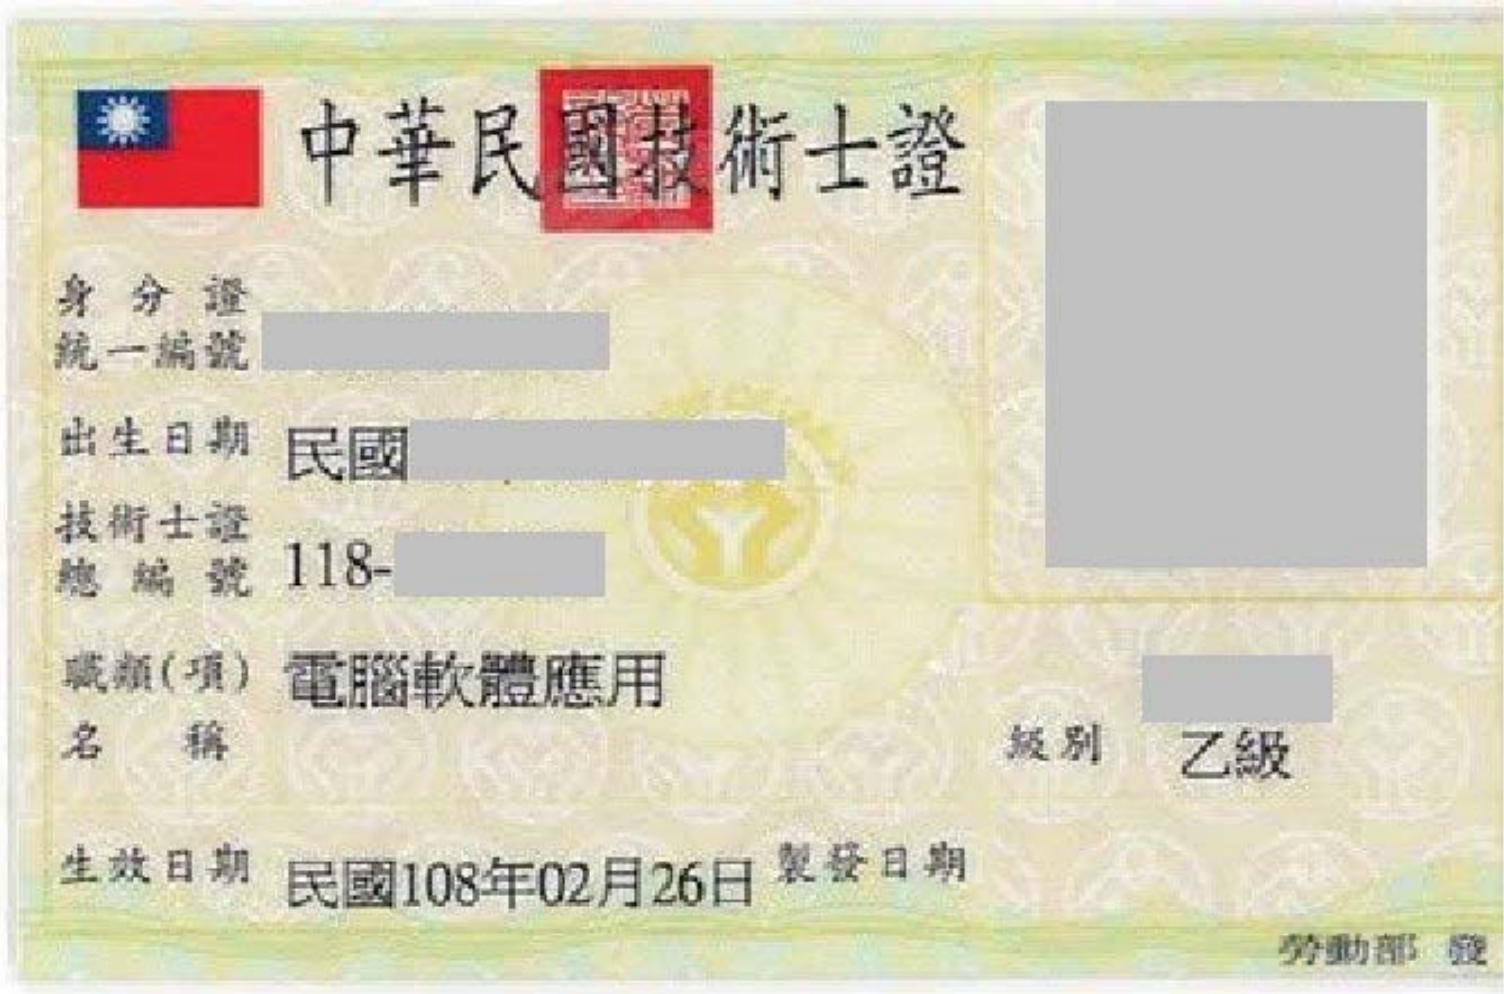 中華民國技術士證
身分證
統一編號
出生日期 民國
技術士證
總編號 118-
職類(項) 電腦軟體應用
名稱
級別 乙級
生效日期 民國108年02月26日 製發日期
勞動部 發